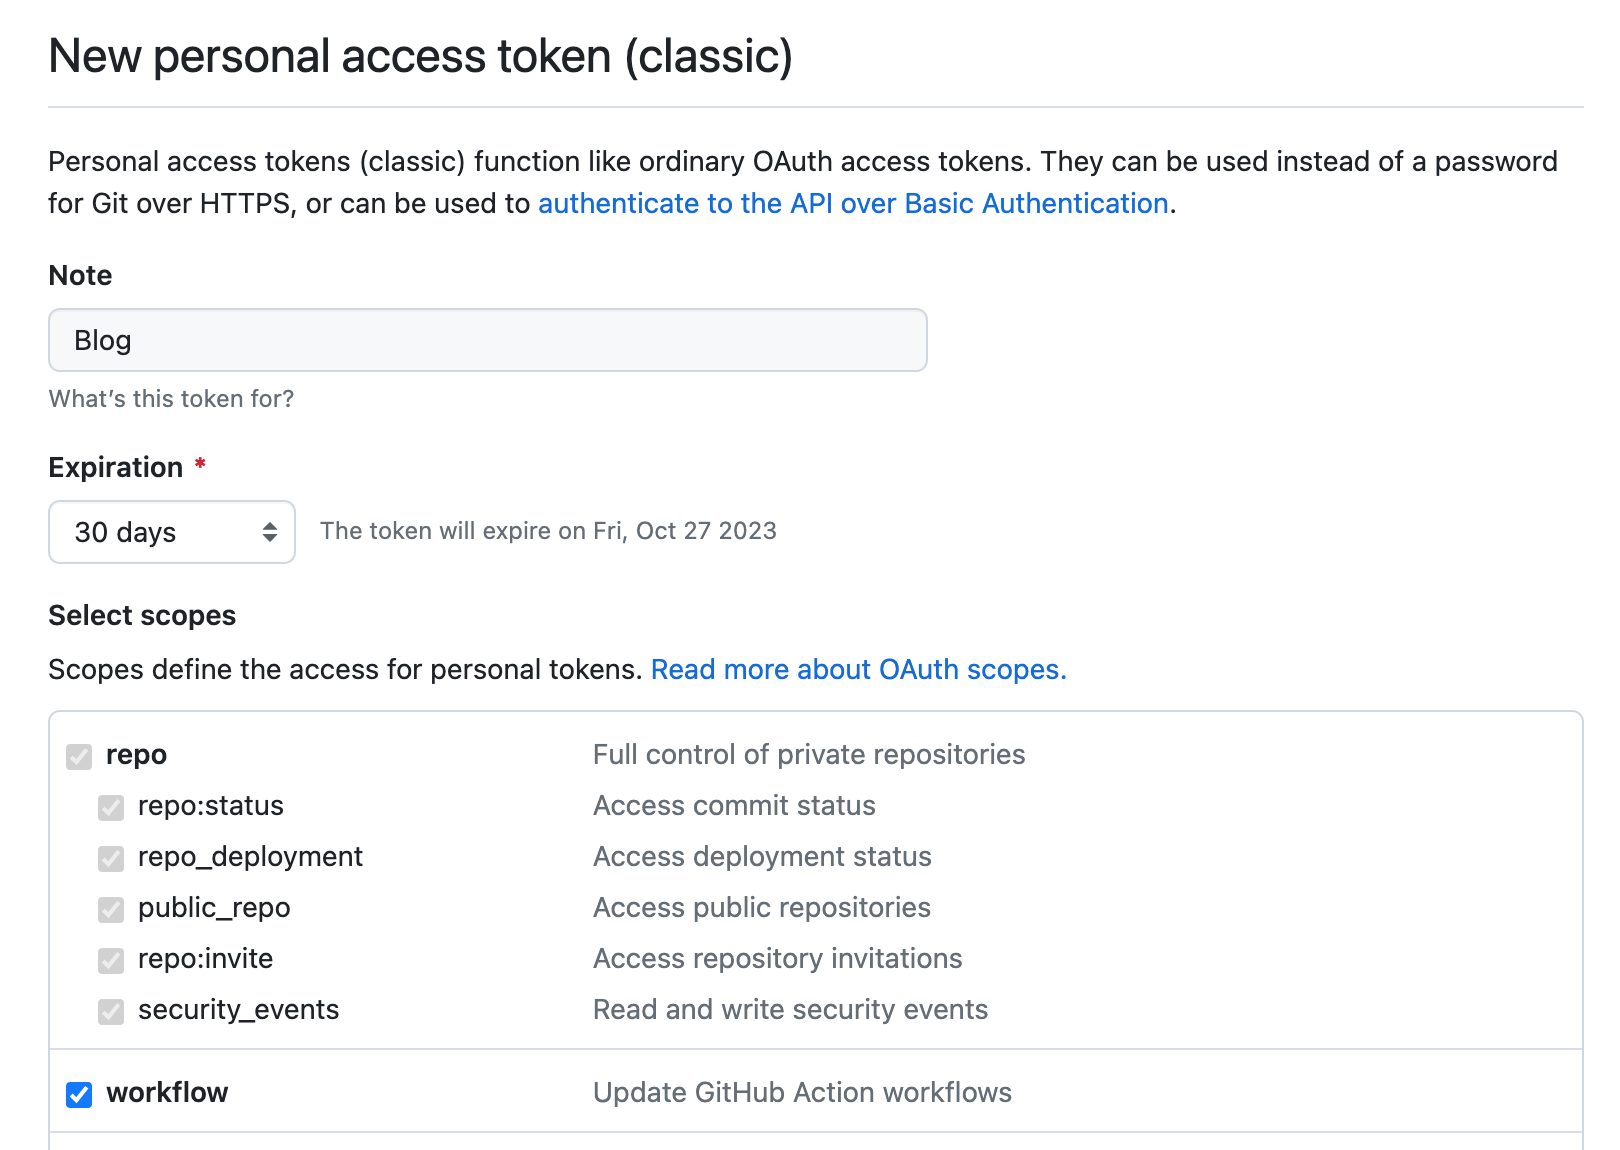 New personal access token (classic)
Personal access tokens (classic) function like ordinary OAuth access tokens. They can be used instead of a password
for Git over HTTPS, or can be used to authenticate to the API over Basic Authentication.
Note
Blog
What's this token for?
Expiration *
30 days The token will expire on Fri, Oct 27 2023
Select scopes
Scopes define the access for personal tokens. Read more about OAuth scopes.
repo Full control of private repositories
repo:status Access commit status
repo_deployment Access deployment status
public_repo Access public repositories
repo:invite Access repository invitations
security_events Read and write security events
workflow Update GitHub Action workflows